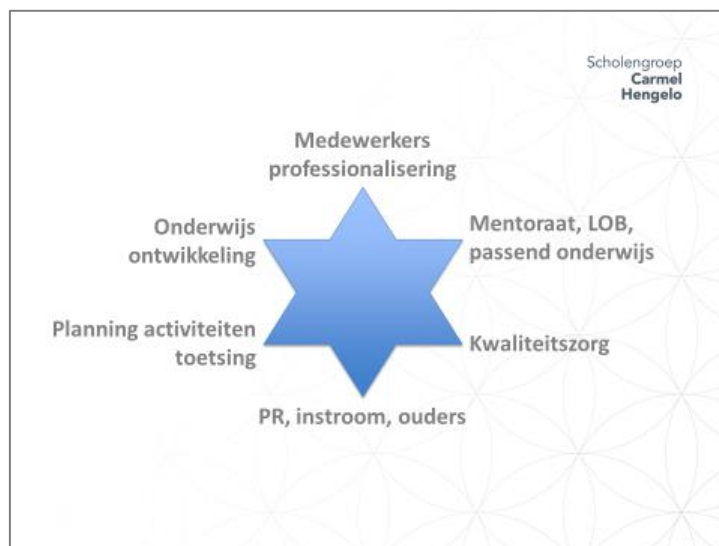 Scholengroep
Carmel
Hengelo
Medewerkers
professionalisering
Onderwijs
ontwikkeling
Mentoraat, LOB,
passend onderwijs
Planning activiteiten
toetsing
Kwaliteitszorg
PR, instroom, ouders